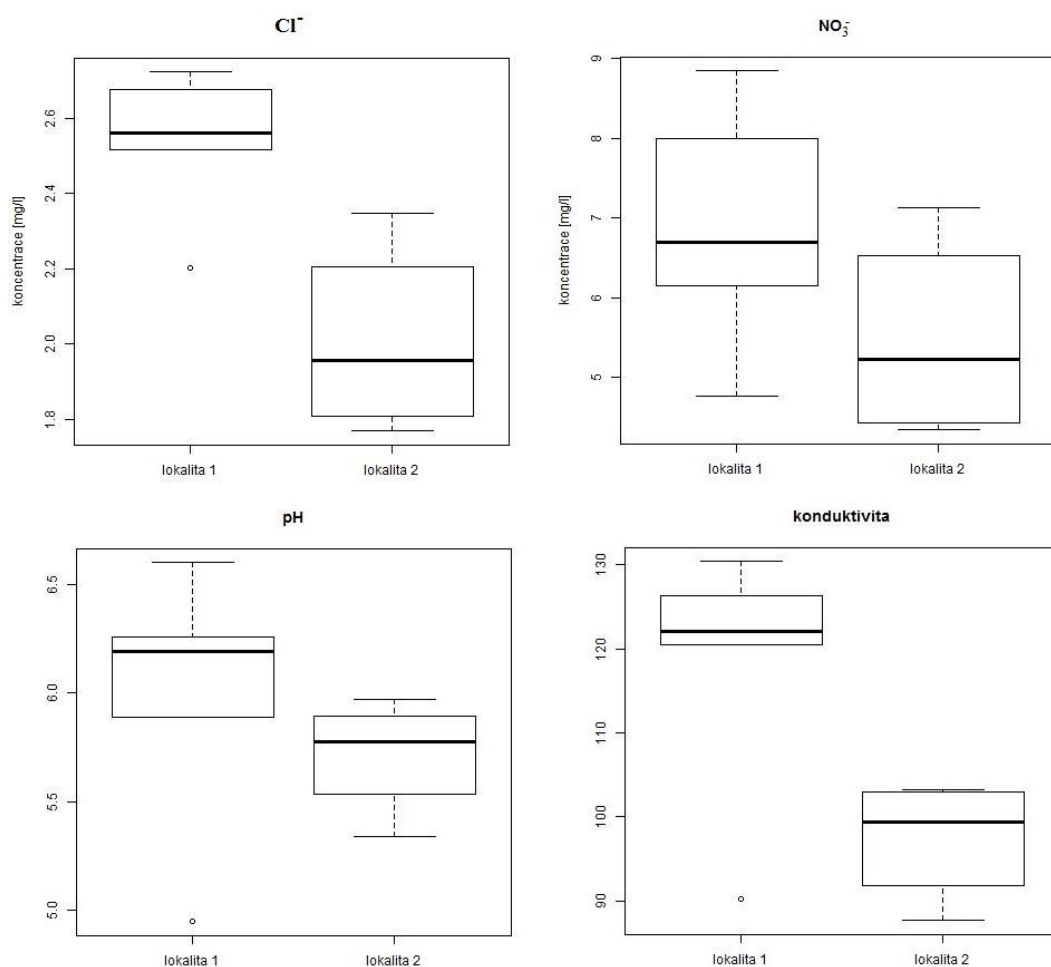 Cl⁻
koncentrace [mg/l]
2.6
2.4
2.2
2.0
1.8
lokalita 1
lokalita 2
NO₃⁻
koncentrace [mg/l]
9
8
7
6
5
lokalita 1
lokalita 2
pH
6.5
6.0
5.5
5.0
lokalita 1
lokalita 2
konduktivita
130
120
110
100
90
lokalita 1
lokalita 2